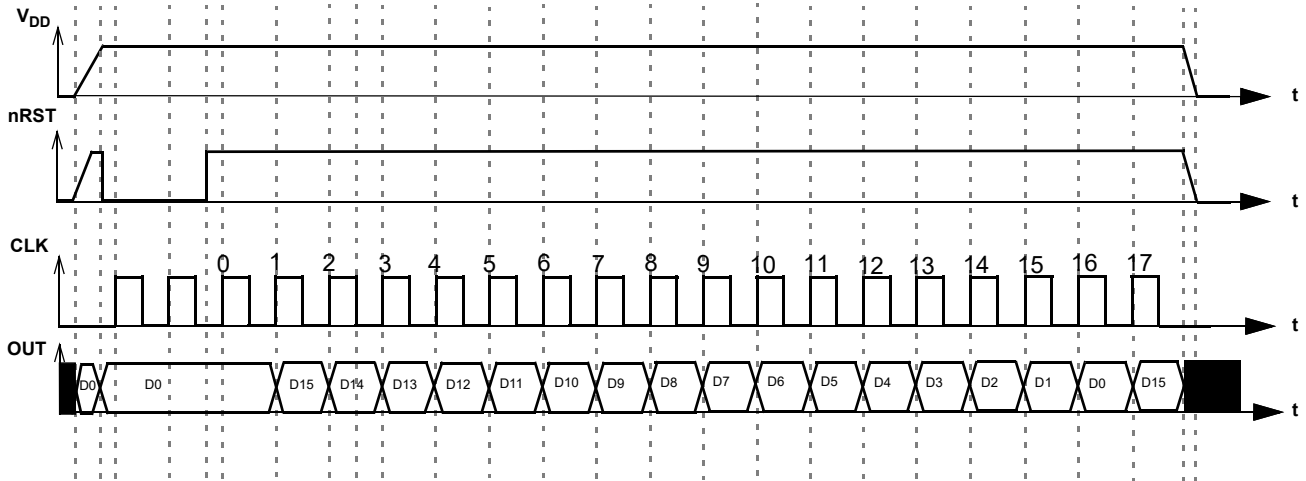 VDD
t
nRST
t
CLK
0 1 2 3 4 5 6 7 8 9 10 11 12 13 14 15 16 17
t
OUT
D0 D0 D15 D14 D13 D12 D11 D10 D9 D8 D7 D6 D5 D4 D3 D2 D1 D0 D15
t